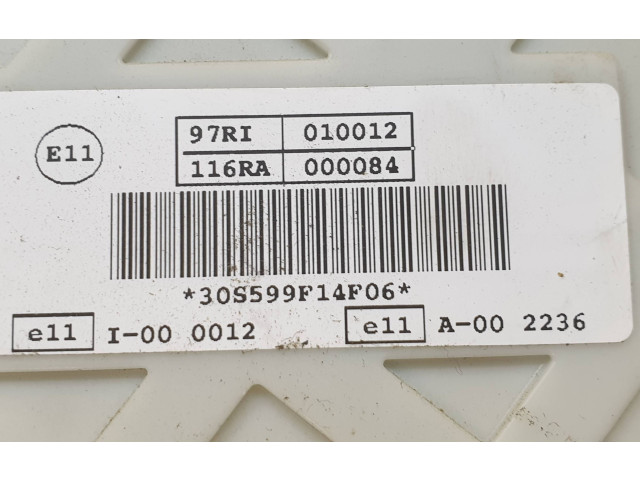 E11
97RI 010012
116RA 000084
*30S599F14F06*
e11 I-00 0012 e11 A-00 2236